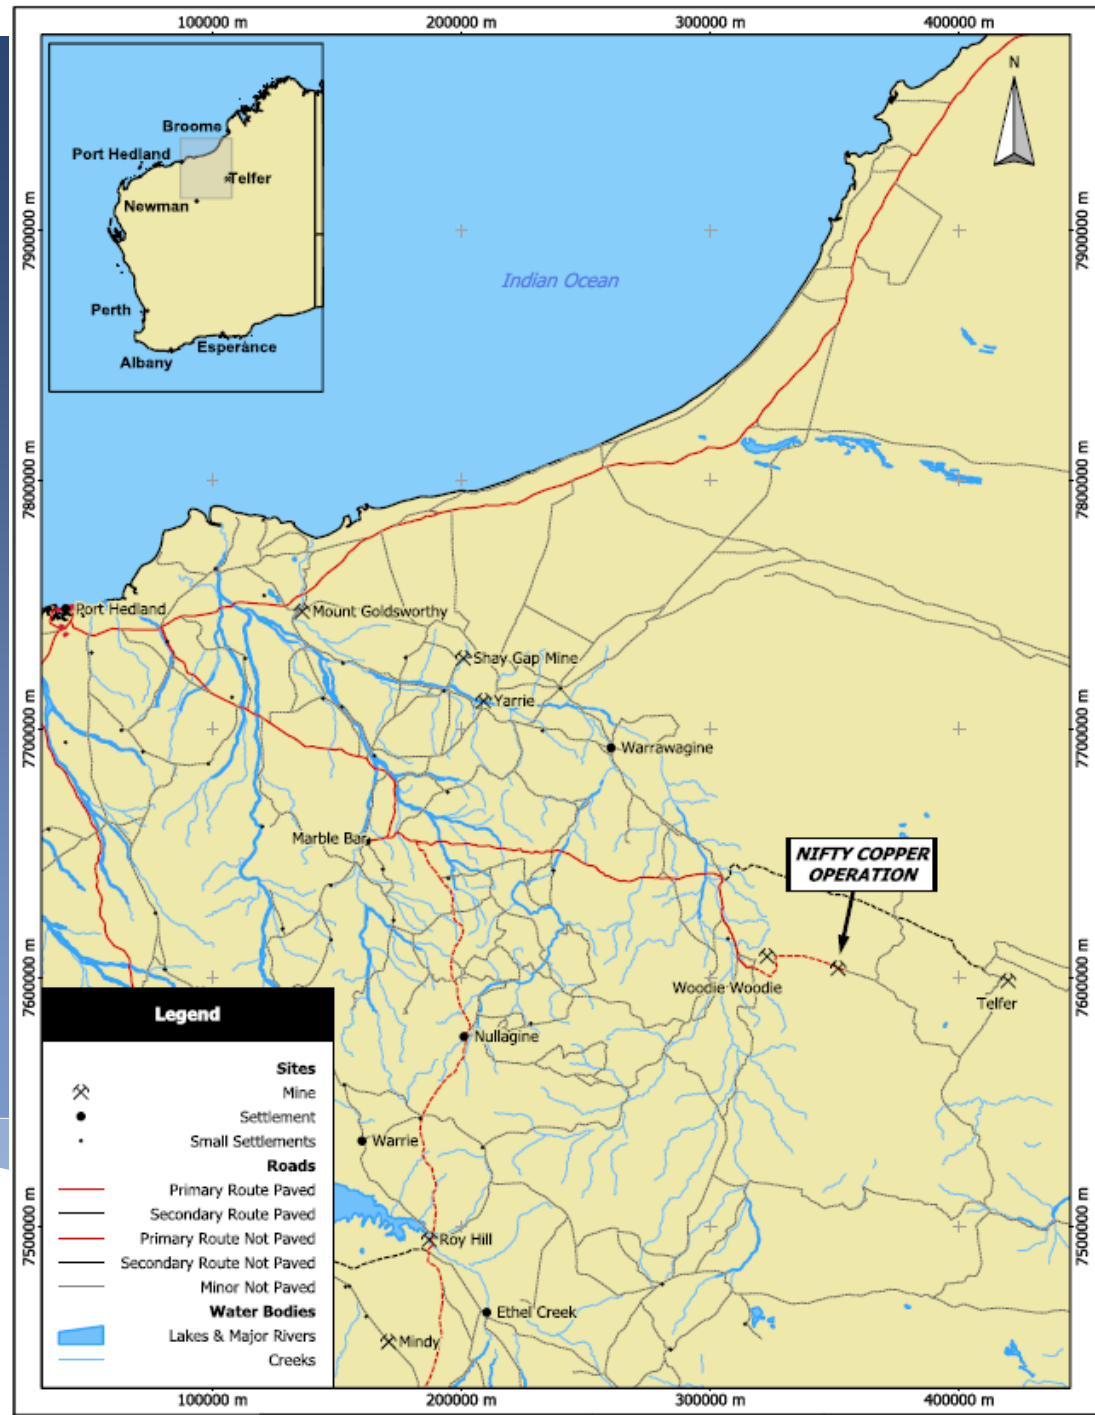 100000 m
200000 m
300000 m
400000 m
N
Broome
Port Hedland
Telfer
Newman
Perth
Esperance
Albany
7900000 m
7900000 m
Indian Ocean
7800000 m
7800000 m
Port Hedland
Mount Goldsworthy
Shay Gap Mine
Yarrie
7700000 m
7700000 m
Warrawagine
Marble Bar
NIFTY COPPER
OPERATION
7600000 m
7600000 m
Woodie Woodie
Telfer
Nullagine
Warrie
7500000 m
7500000 m
Roy Hill
Ethel Creek
Mindy
Legend
Sites
Mine
Settlement
Small Settlements
Roads
Primary Route Paved
Secondary Route Paved
Primary Route Not Paved
Secondary Route Not Paved
Minor Not Paved
Water Bodies
Lakes & Major Rivers
Creeks
100000 m
200000 m
300000 m
400000 m